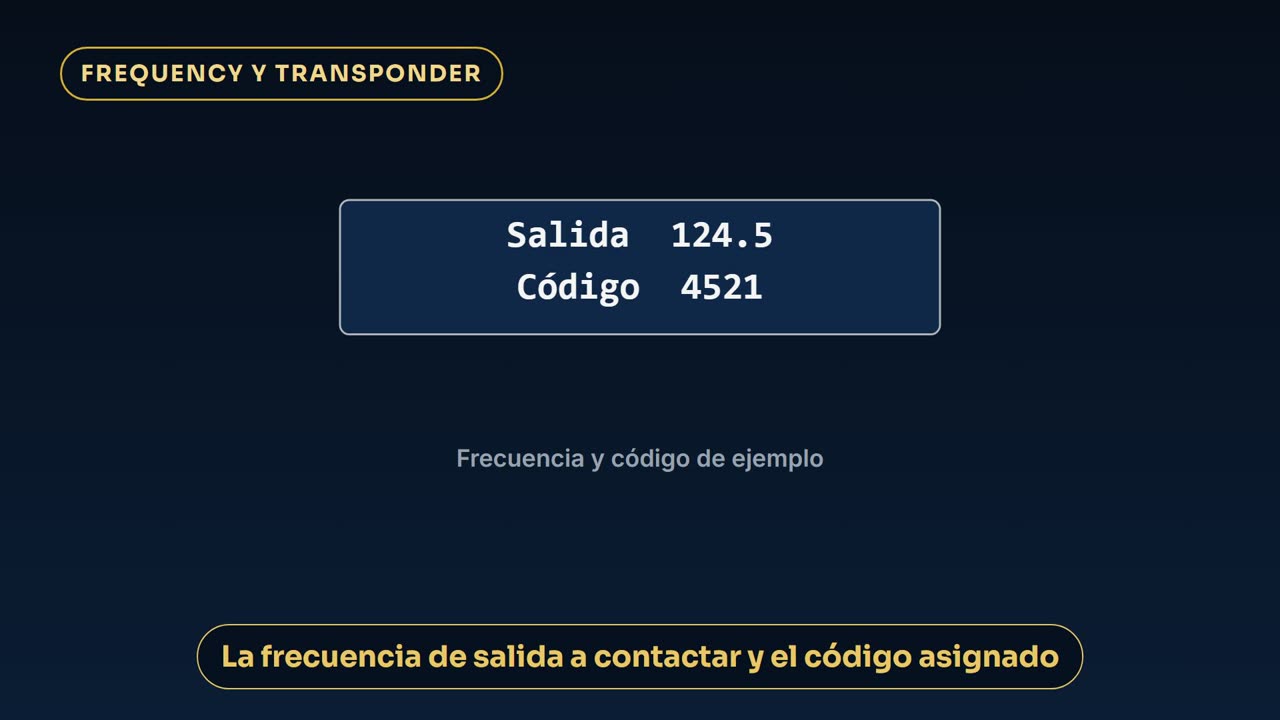 FREQUENCY Y TRANSPONDER
Salida 124.5
Código 4521
Frecuencia y código de ejemplo
La frecuencia de salida a contactar y el código asignado